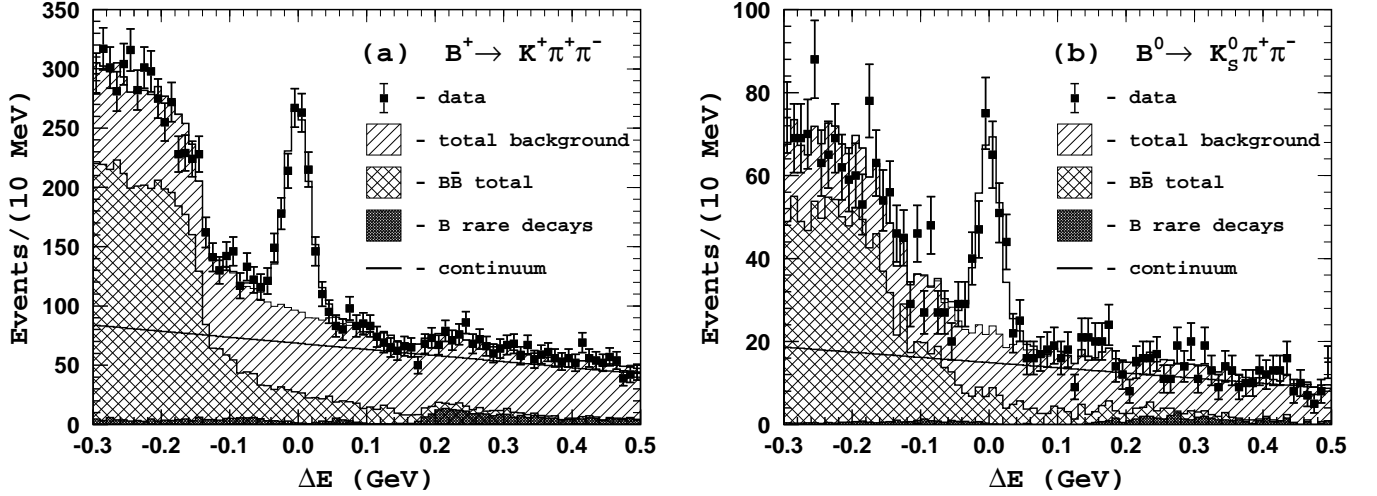 (a) B⁺→ K⁺π⁺π⁻
- data
- total background
- BB̄ total
- B rare decays
- continuum
Events/(10 MeV)
350
300
250
200
150
100
50
0
-0.3 -0.2 -0.1 0.0 0.1 0.2 0.3 0.4 0.5
ΔE (GeV)
(b) B⁰→ K⁰_Sπ⁺π⁻
- data
- total background
- BB̄ total
- B rare decays
- continuum
Events/(10 MeV)
100
80
60
40
20
0
-0.3 -0.2 -0.1 0.0 0.1 0.2 0.3 0.4 0.5
ΔE (GeV)